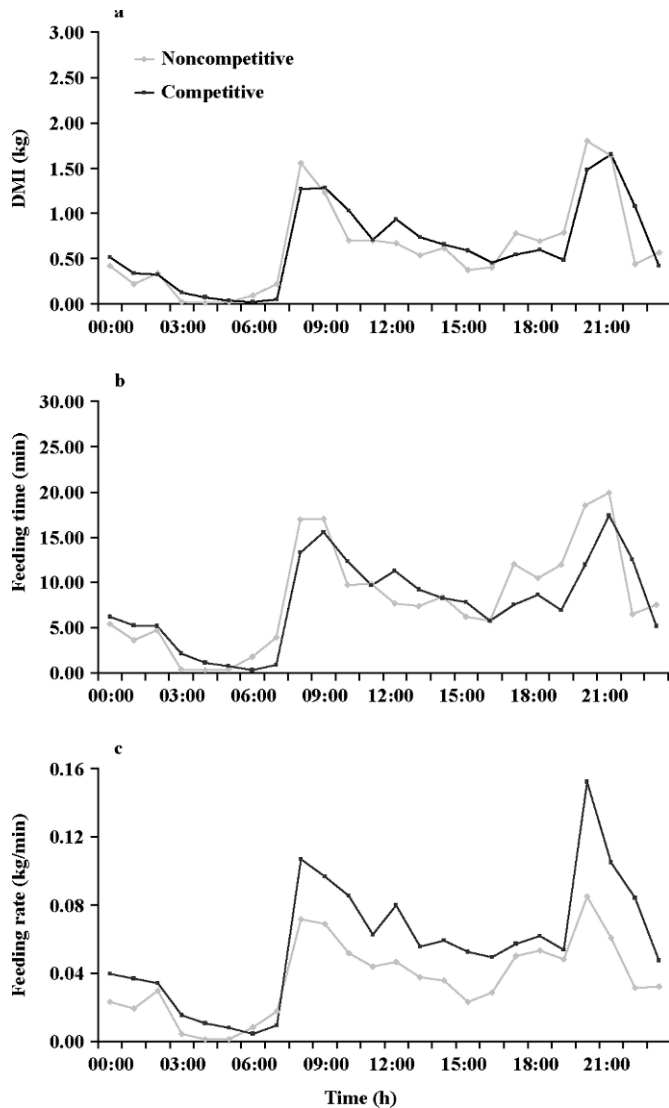 a
3.00
2.50
2.00
1.50
1.00
0.50
0.00
DMI (kg)
Noncompetitive
Competitive
00:00 03:00 06:00 09:00 12:00 15:00 18:00 21:00
b
30.00
25.00
20.00
15.00
10.00
5.00
0.00
Feeding time (min)
00:00 03:00 06:00 09:00 12:00 15:00 18:00 21:00
c
0.16
0.12
0.08
0.04
0.00
Feeding rate (kg/min)
00:00 03:00 06:00 09:00 12:00 15:00 18:00 21:00
Time (h)